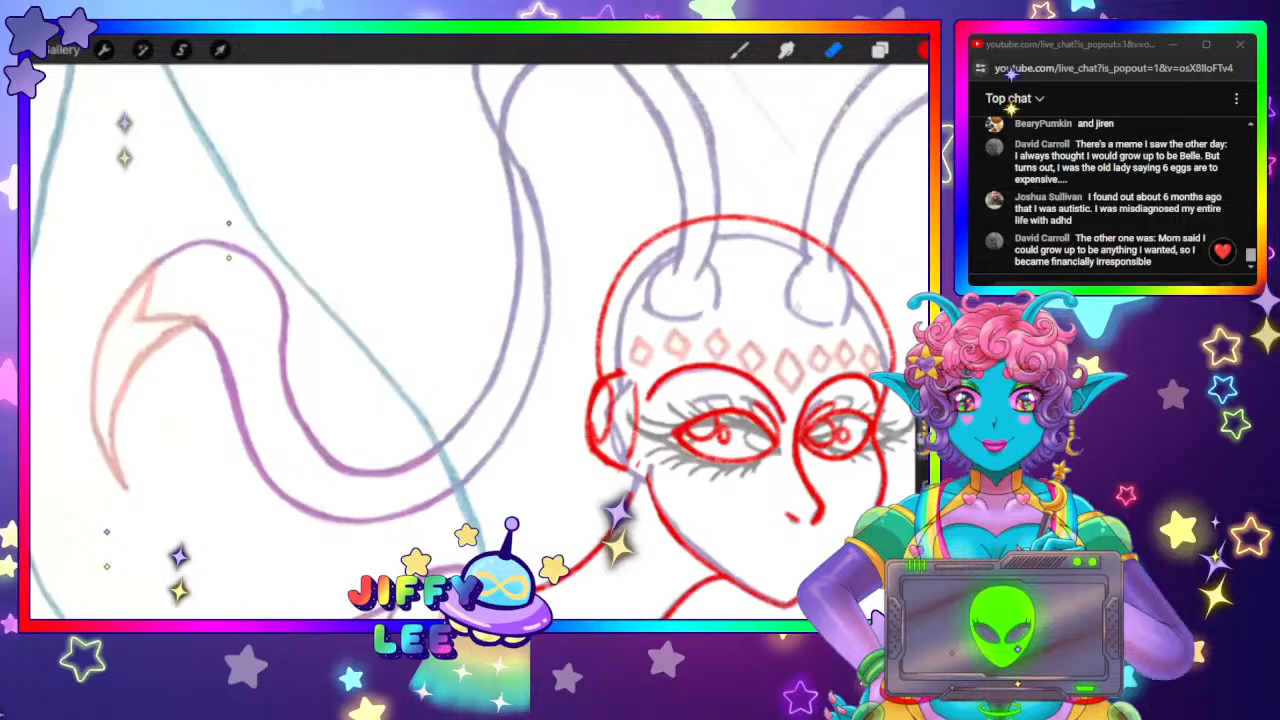 allery
youtube.com/live_chat?is_popout=1&v=o...
youtube.com/live_chat?is_popout=1&v=osX8lIoFTv4
Top chat
BearyPumkin and jiren
David Carroll There's a meme I saw the other day:
I always thought I would grow up to be Belle. But
turns out, I was the old lady saying 6 eggs are to
expensive....
Joshua Sullivan I found out about 6 months ago
that I was autistic. I was misdiagnosed my entire
life with adhd
David Carroll The other one was: Mom said I
could grow up to be anything I wanted, so I
became financially irresponsible
JIFFY
LEE